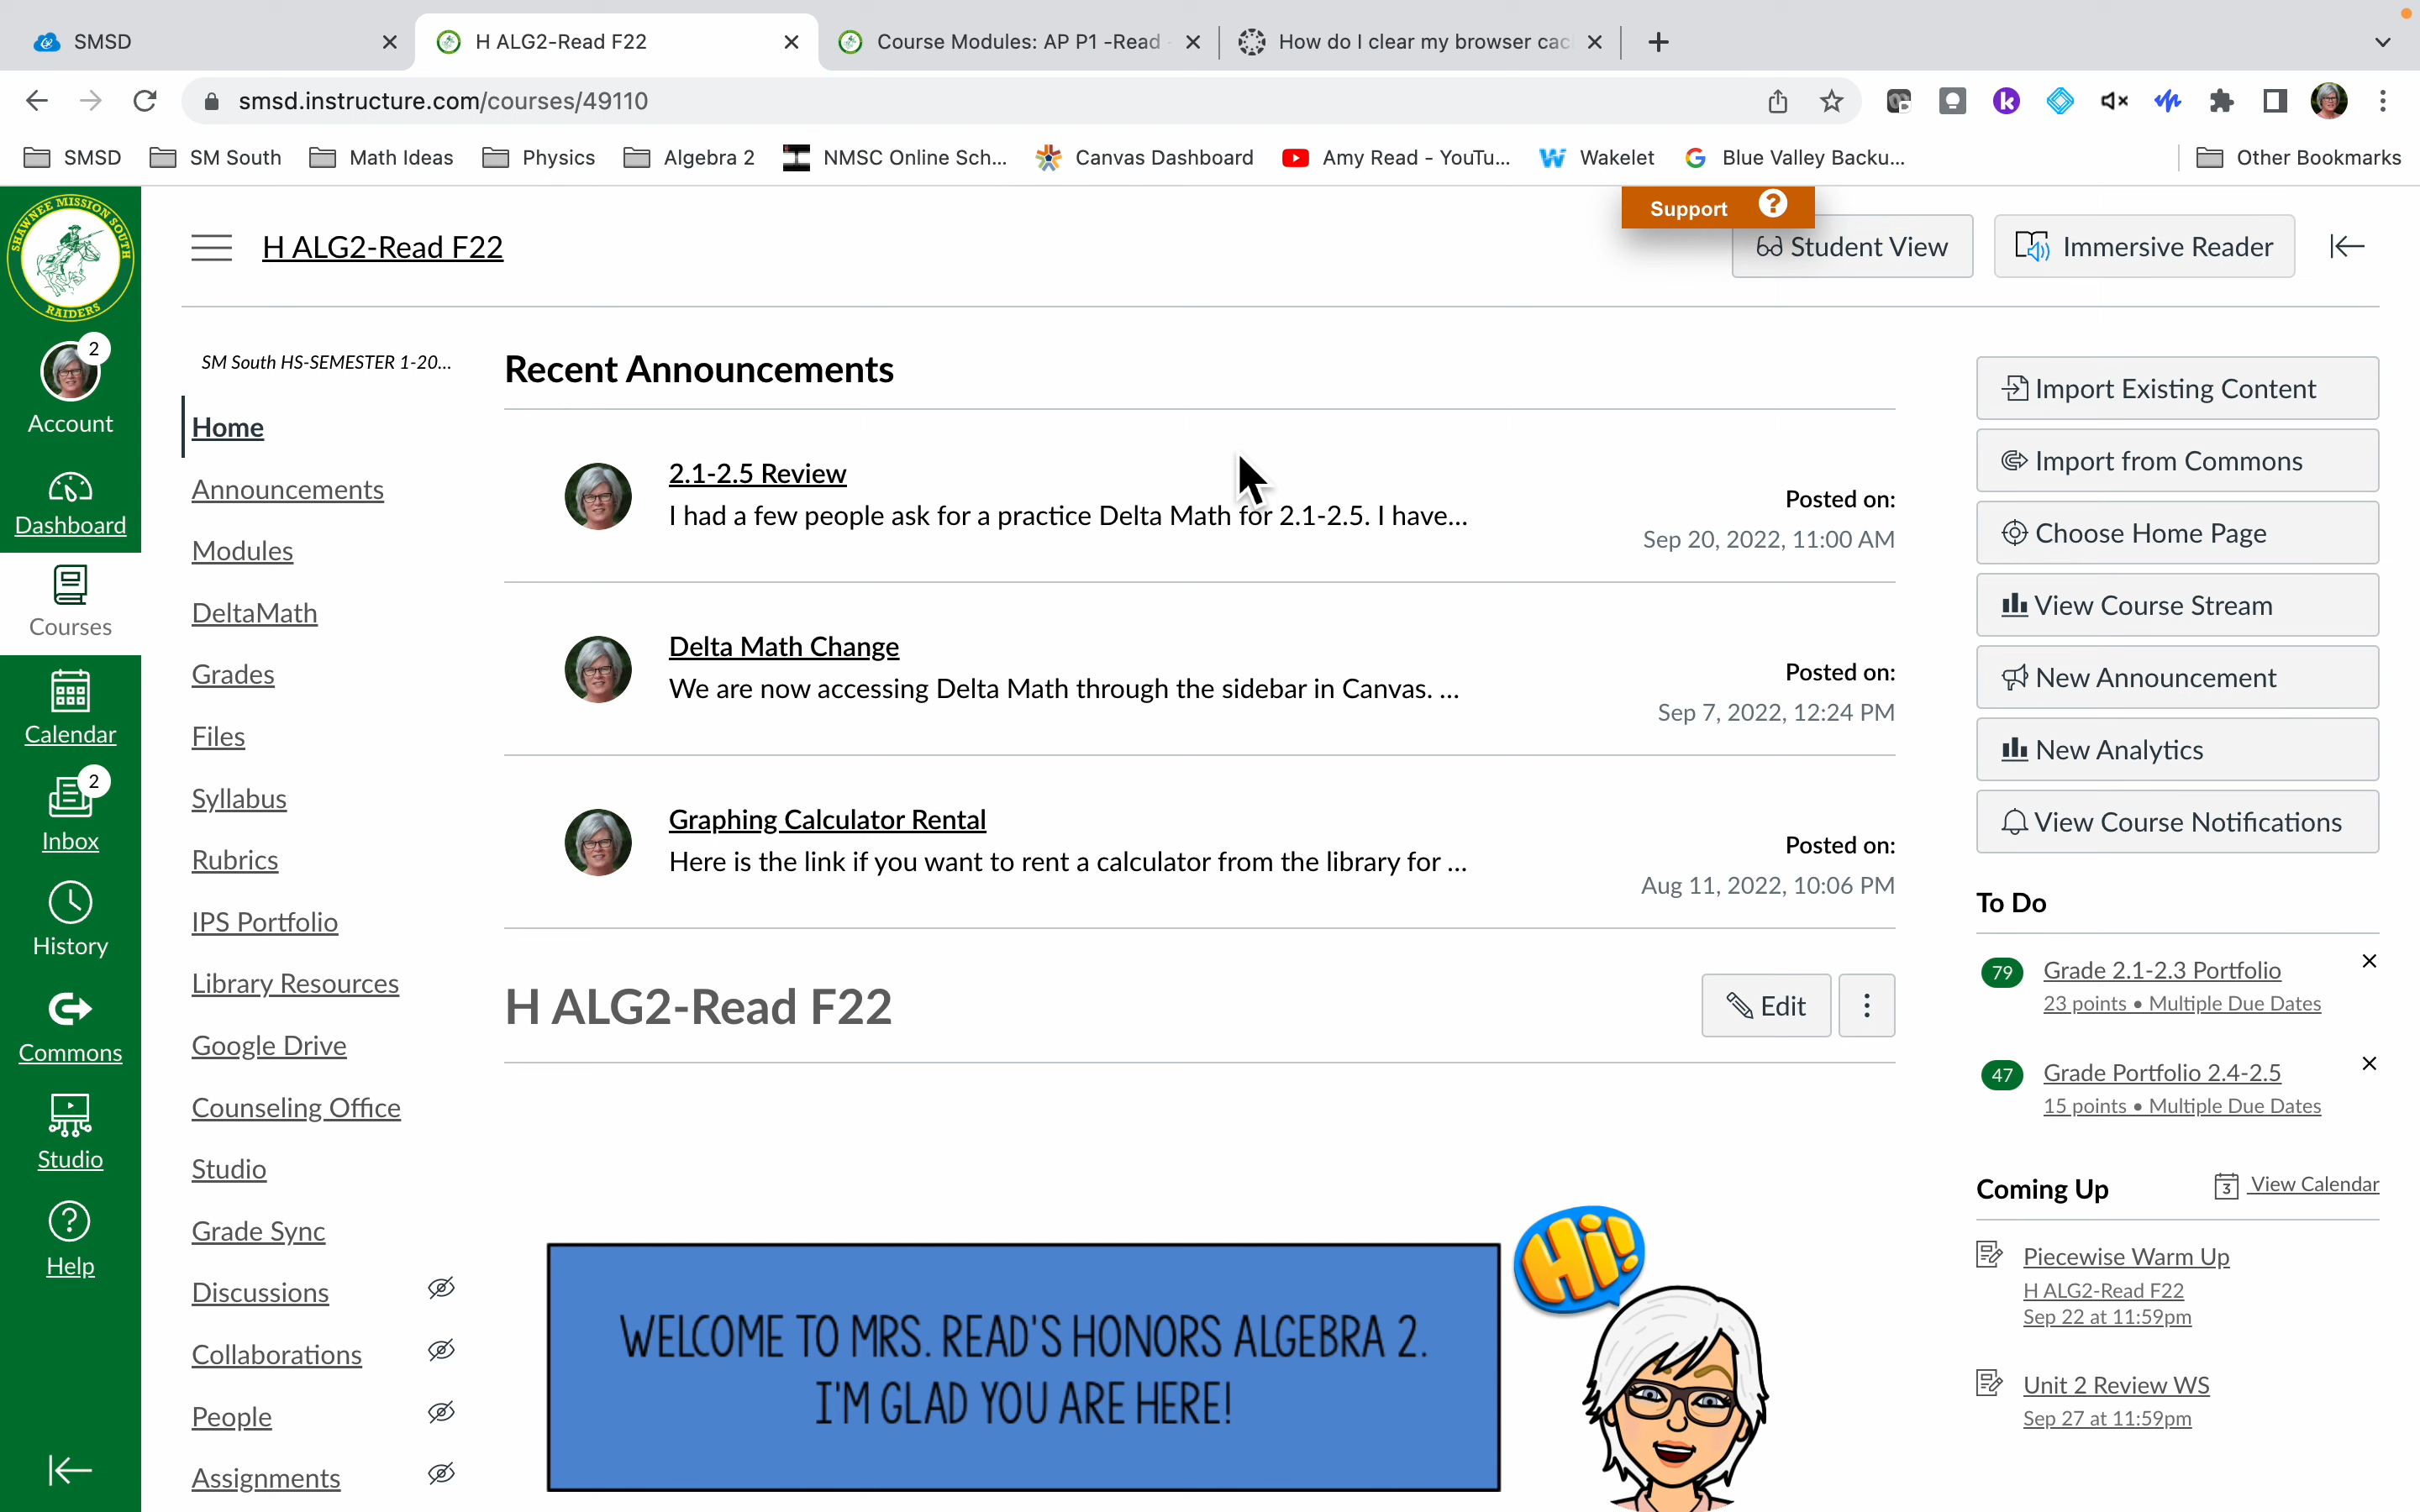 SMSD
H ALG2-Read F22
Course Modules: AP P1 -Read
How do I clear my browser cac
smsd.instructure.com/courses/49110
SMSD
SM South
Math Ideas
Physics
Algebra 2
NMSC Online Sch...
Canvas Dashboard
Amy Read - YouTu...
Wakelet
Blue Valley Backu...
Other Bookmarks
SHAWNEE MISSION SOUTH
RAIDERS
2
Account
Dashboard
Courses
Calendar
2
Inbox
History
Commons
Studio
Help
H ALG2-Read F22
Support ?
Student View
Immersive Reader
SM South HS-SEMESTER 1-20...
Home
Announcements
Modules
DeltaMath
Grades
Files
Syllabus
Rubrics
IPS Portfolio
Library Resources
Google Drive
Counseling Office
Studio
Grade Sync
Discussions
Collaborations
People
Assignments
Recent Announcements
2.1-2.5 Review
I had a few people ask for a practice Delta Math for 2.1-2.5. I have...
Posted on:
Sep 20, 2022, 11:00 AM
Delta Math Change
We are now accessing Delta Math through the sidebar in Canvas. ...
Posted on:
Sep 7, 2022, 12:24 PM
Graphing Calculator Rental
Here is the link if you want to rent a calculator from the library for ...
Posted on:
Aug 11, 2022, 10:06 PM
H ALG2-Read F22
Edit
WELCOME TO MRS. READ'S HONORS ALGEBRA 2.
I'M GLAD YOU ARE HERE!
Hi!
Import Existing Content
Import from Commons
Choose Home Page
View Course Stream
New Announcement
New Analytics
View Course Notifications
To Do
79
Grade 2.1-2.3 Portfolio
23 points • Multiple Due Dates
47
Grade Portfolio 2.4-2.5
15 points • Multiple Due Dates
Coming Up
3 View Calendar
Piecewise Warm Up
H ALG2-Read F22
Sep 22 at 11:59pm
Unit 2 Review WS
Sep 27 at 11:59pm